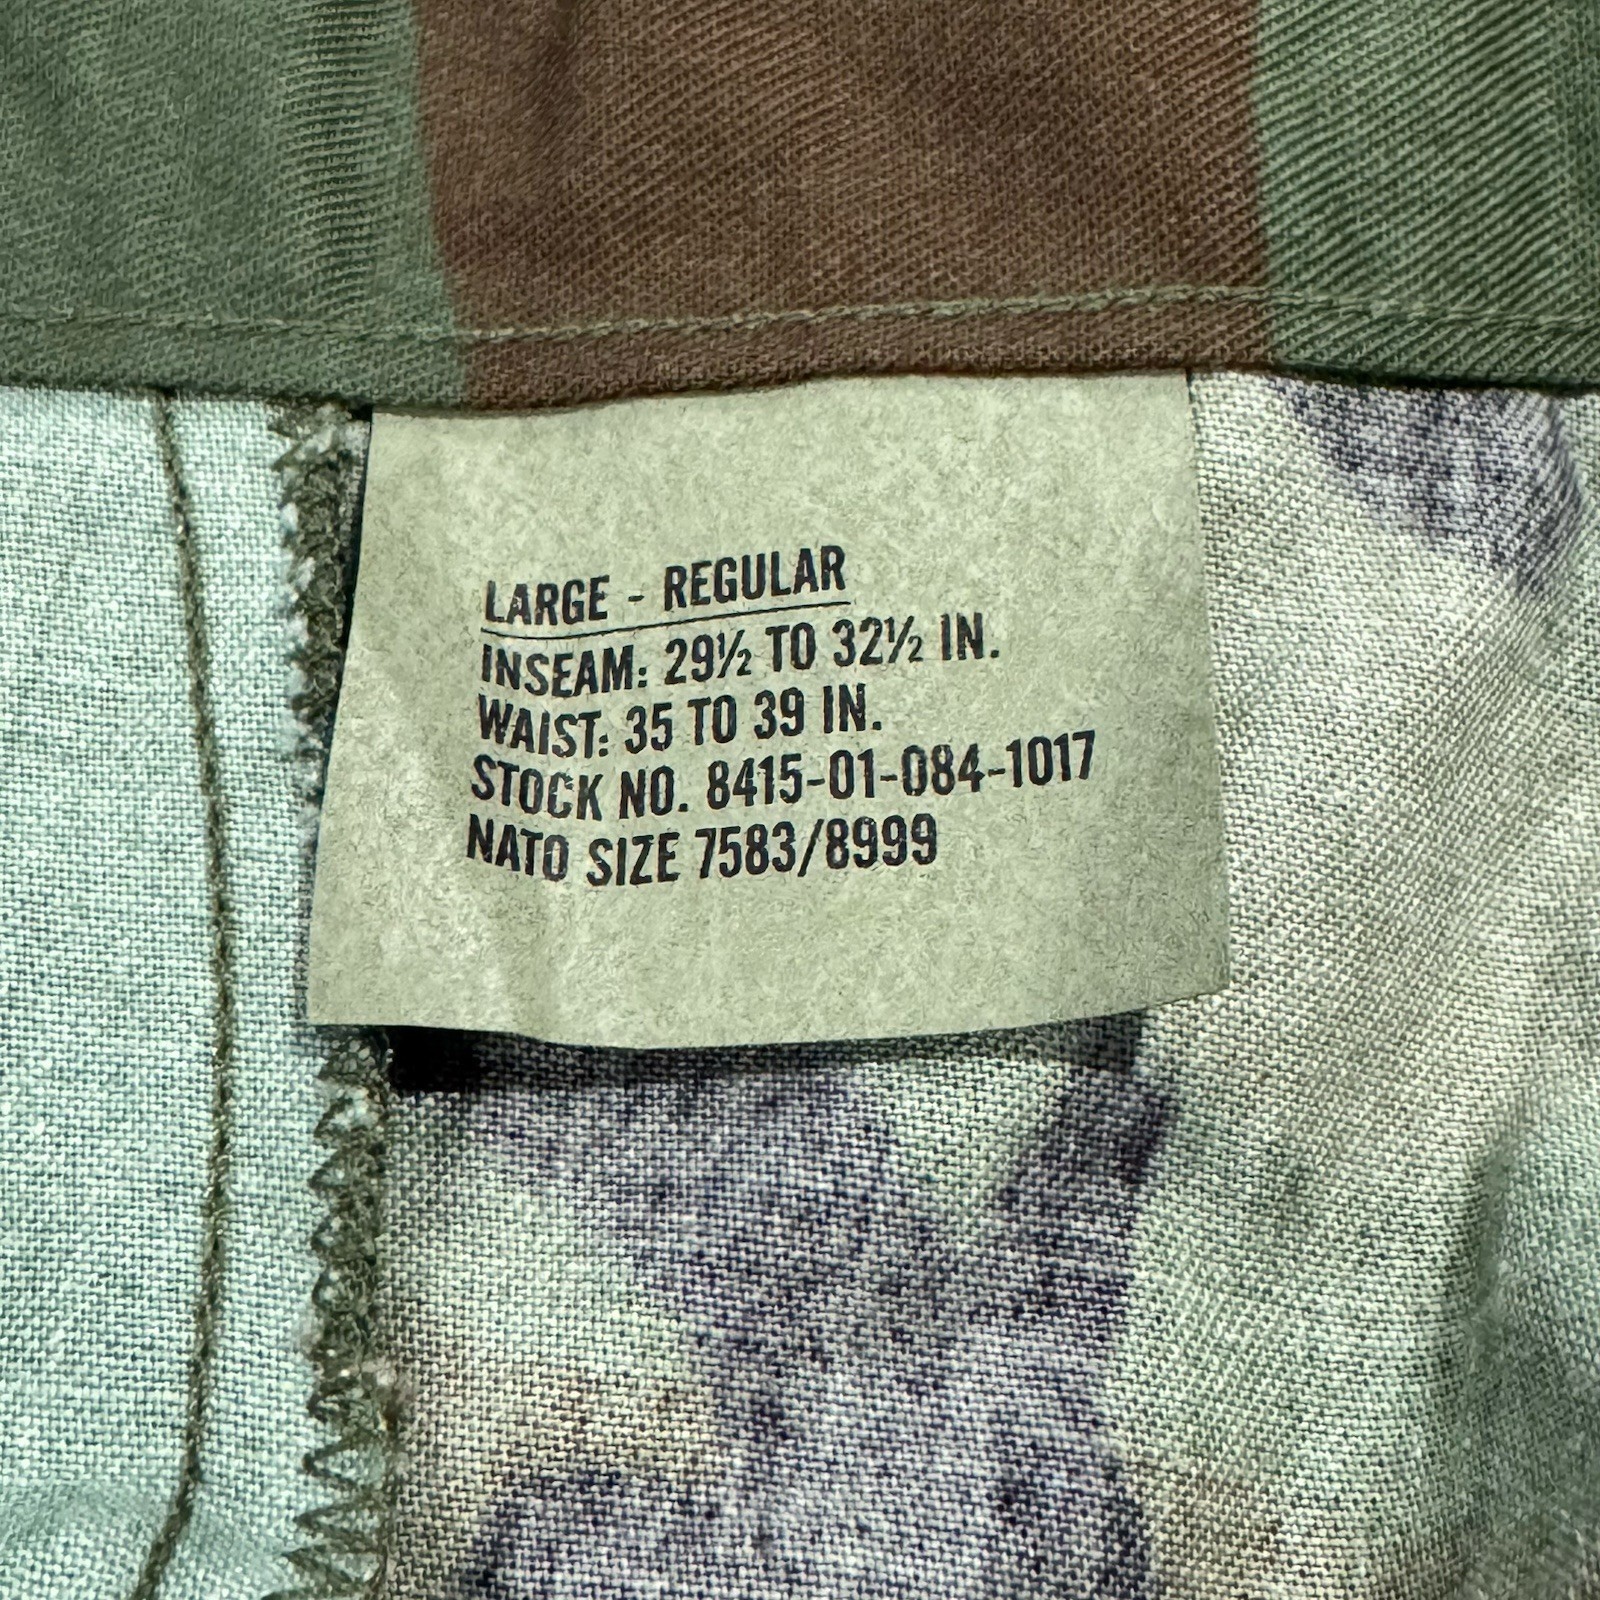 LARGE - REGULAR
INSEAM: 29½ TO 32½ IN.
WAIST: 35 TO 39 IN.
STOCK NO. 8415-01-084-1017
NATO SIZE 7583/8999